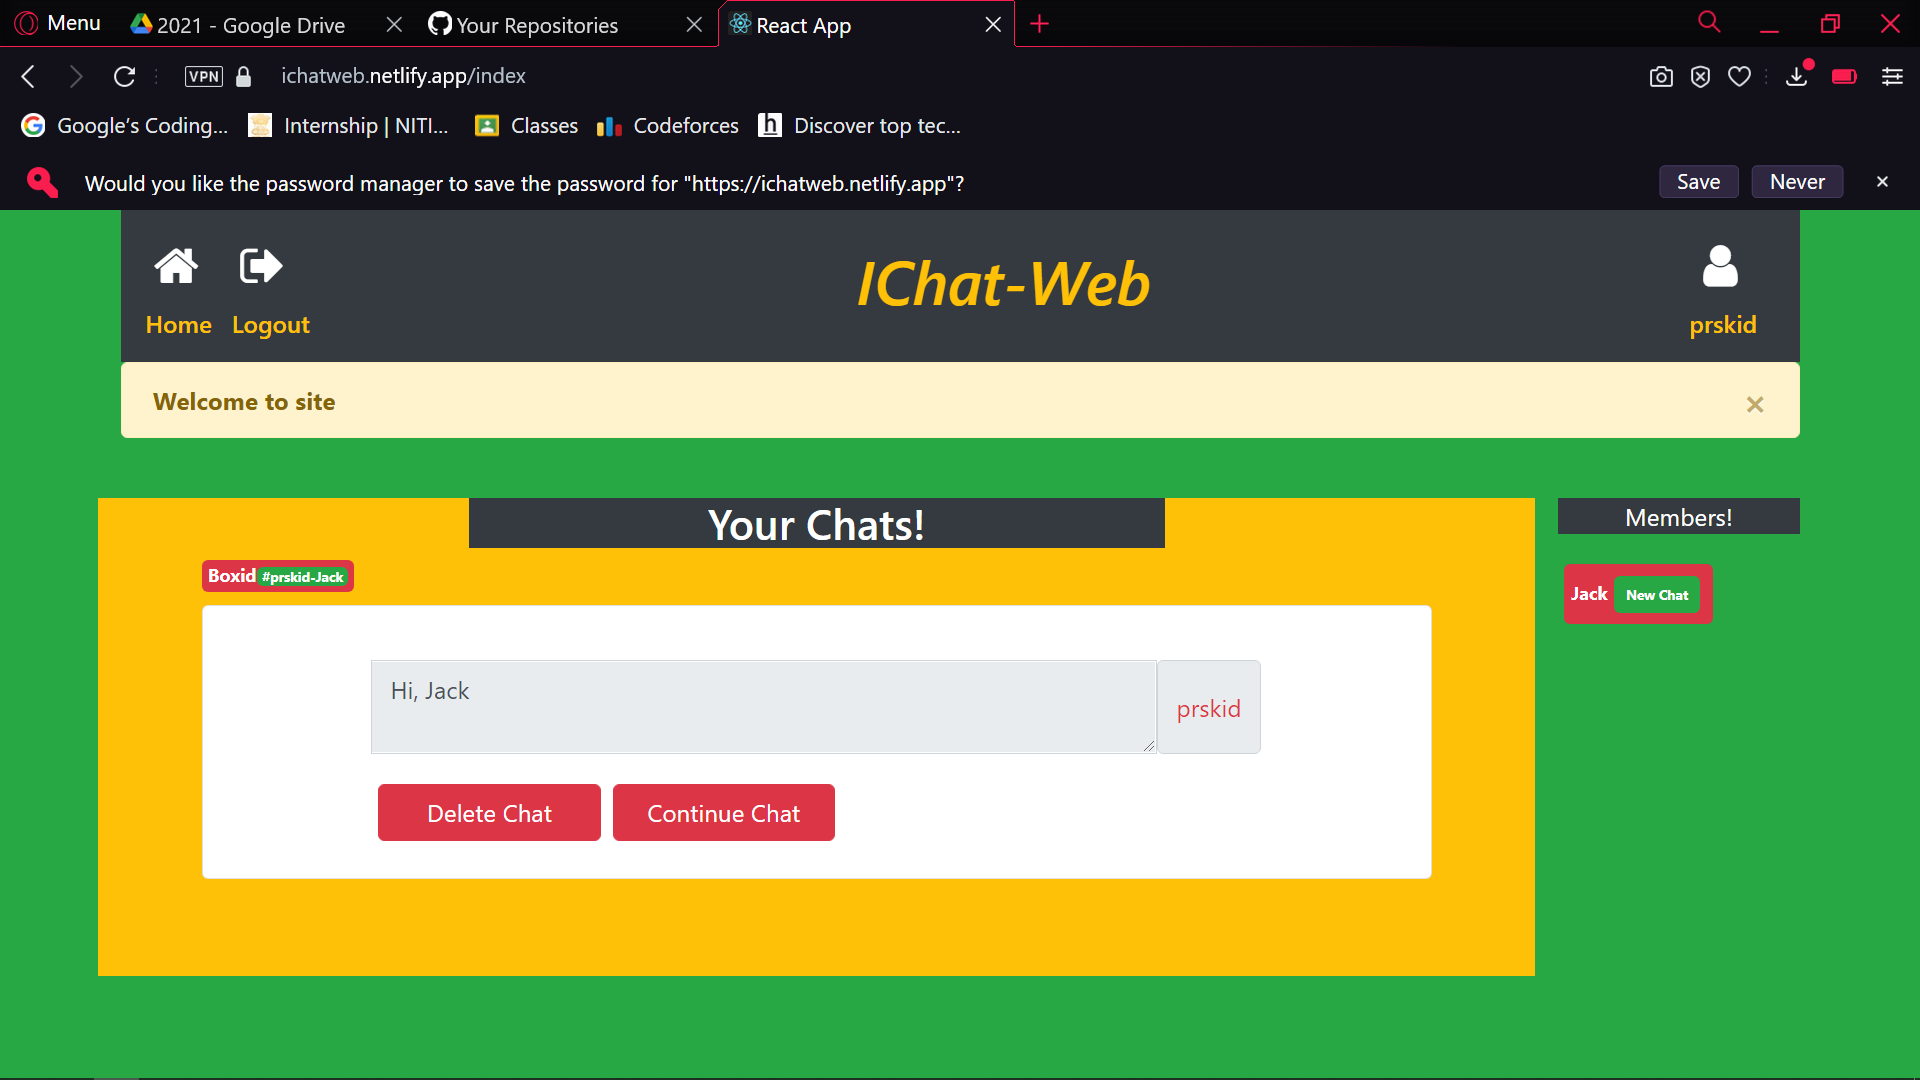 Menu
2021 - Google Drive
Your Repositories
React App
VPN
ichatweb.netlify.app/index
Google’s Coding...
Internship | NITI...
Classes
Codeforces
Discover top tec...
Would you like the password manager to save the password for "https://ichatweb.netlify.app"?
Save
Never
Home
Logout
IChat-Web
prskid
Welcome to site
×
Your Chats!
Members!
Boxid #prskid-Jack
Jack New Chat
Hi, Jack
prskid
Delete Chat
Continue Chat